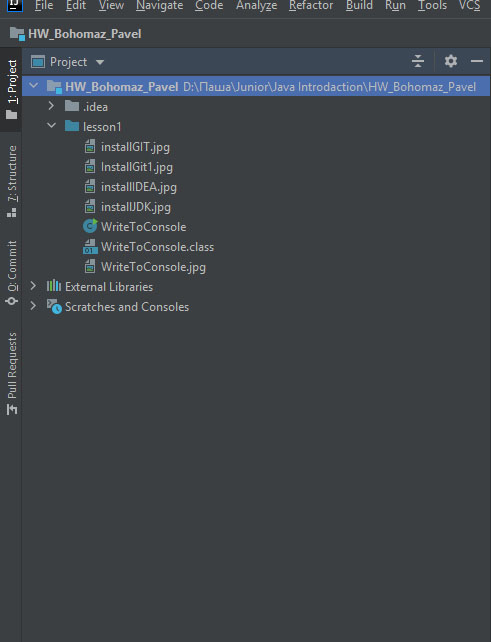 File Edit View Navigate Code Analyze Refactor Build Run Tools VCS
HW_Bohomaz_Pavel
Project
HW_Bohomaz_Pavel D:\Паша\Junior\Java Introdaction\HW_Bohomaz_Pavel
.idea
lesson1
installGIT.jpg
InstallGit1.jpg
installIDEA.jpg
installJDK.jpg
WriteToConsole
WriteToConsole.class
WriteToConsole.jpg
External Libraries
Scratches and Consoles
1: Project
7: Structure
0: Commit
Pull Requests